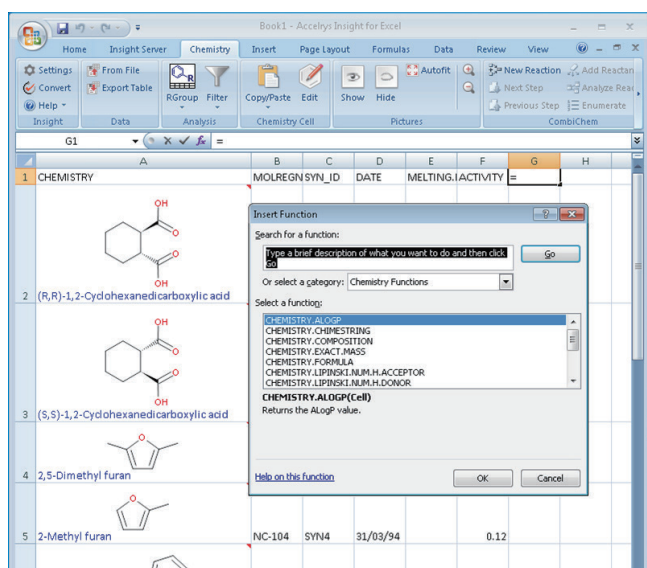 Book1 - Accelrys Insight for Excel
Home Insight Server Chemistry Insert Page Layout Formulas Data Review View
Settings From File RGroup Filter Copy/Paste Edit Show Hide Autofit New Reaction Add Reactan
Convert Export Table Next Step Analyze Reac
Help Previous Step Enumerate
Insight Data Analysis Chemistry Cell Pictures CombiChem
G1 fx =
A B C D E F G H
1 CHEMISTRY MOLREGN SYN_ID DATE MELTING.I ACTIVITY =
OH
O
O
OH
2 (R,R)-1,2-Cyclohexanedicarboxylic acid
OH
O
O
OH
3 (S,S)-1,2-Cyclohexanedicarboxylic acid
O
4 2,5-Dimethyl furan
O
5 2-Methyl furan NC-104 SYN4 31/03/94 0.12
Insert Function
Search for a function:
Type a brief description of what you want to do and then click
Go
Go
Or select a category: Chemistry Functions
Select a function:
CHEMISTRY.ALOGP
CHEMISTRY.CHIMESTRING
CHEMISTRY.COMPOSITION
CHEMISTRY.EXACT.MASS
CHEMISTRY.FORMULA
CHEMISTRY.LIPINSKI.NUM.H.ACCEPTOR
CHEMISTRY.LIPINSKI.NUM.H.DONOR
CHEMISTRY.ALOGP(Cell)
Returns the ALogP value.
Help on this function OK Cancel